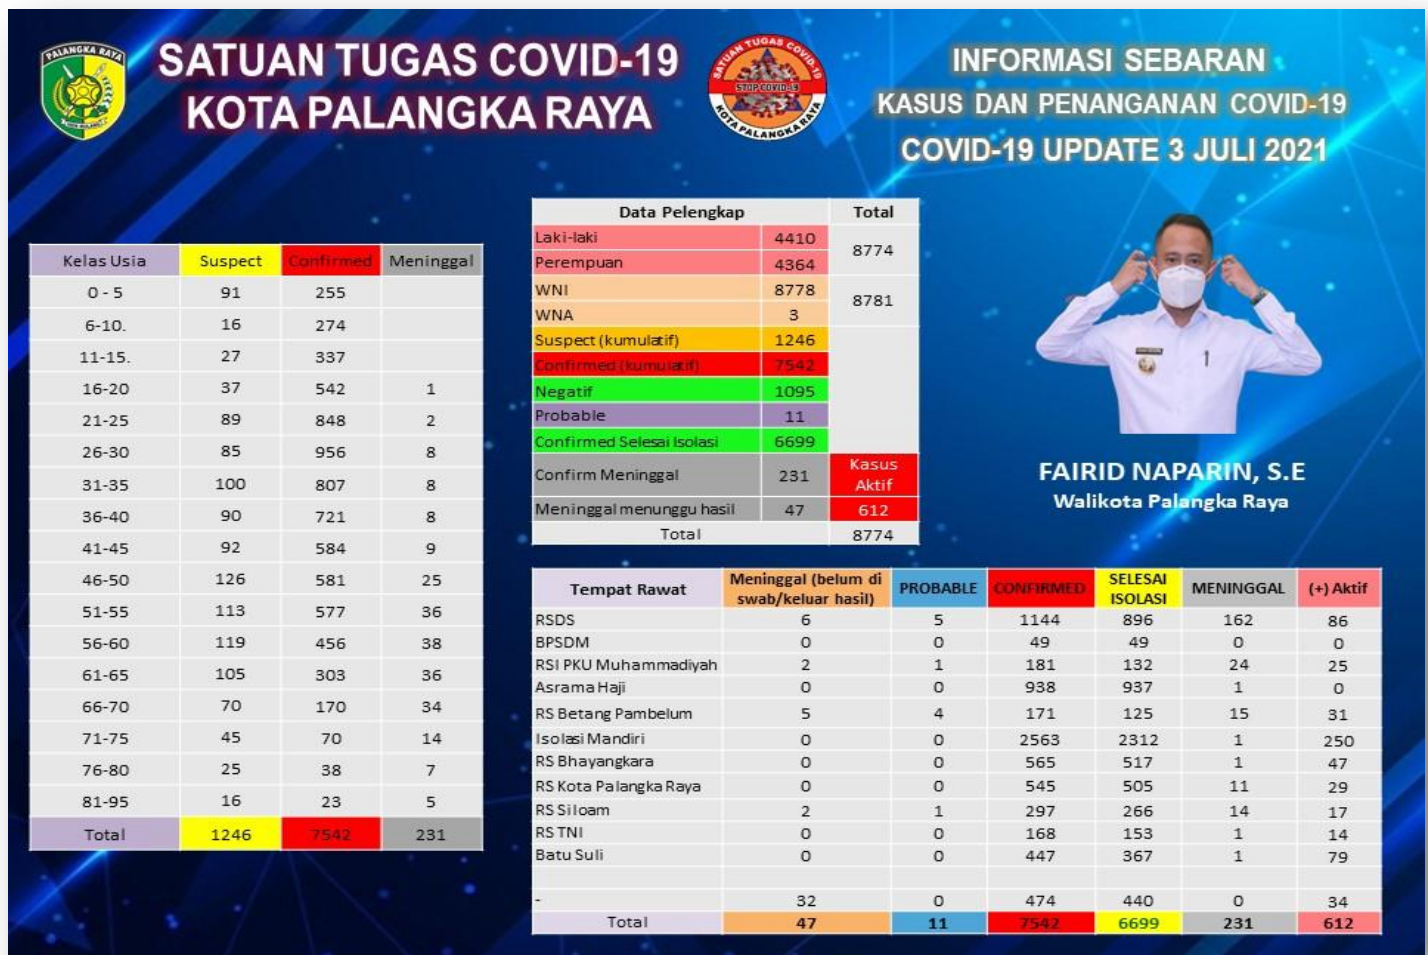 PALANGKA RAYA
SATUAN TUGAS COVID-19
KOTA PALANGKA RAYA
SATUAN TUGAS COVID-19
STOP COVID-19
KOTA PALANGKA RAYA
INFORMASI SEBARAN
KASUS DAN PENANGANAN COVID-19
COVID-19 UPDATE 3 JULI 2021
Kelas Usia Suspect Confirmed Meninggal
0 - 5 91 255
6-10. 16 274
11-15. 27 337
16-20 37 542 1
21-25 89 848 2
26-30 85 956 8
31-35 100 807 8
36-40 90 721 8
41-45 92 584 9
46-50 126 581 25
51-55 113 577 36
56-60 119 456 38
61-65 105 303 36
66-70 70 170 34
71-75 45 70 14
76-80 25 38 7
81-95 16 23 5
Total 1246 7542 231
Data Pelengkap Total
Laki-laki 4410 8774
Perempuan 4364
WNI 8778 8781
WNA 3
Suspect (kumulatif) 1246
Confirmed (kumulatif) 7542
Negatif 1095
Probable 11
Confirmed Selesai Isolasi 6699
Confirm Meninggal 231 Kasus Aktif
Meninggal menunggu hasil 47 612
Total 8774
FAIRID NAPARIN, S.E
Walikota Palangka Raya
Tempat Rawat Meninggal (belum di swab/keluar hasil) PROBABLE CONFIRMED SELESAI ISOLASI MENINGGAL (+) Aktif
RSDS 6 5 1144 896 162 86
BPSDM 0 0 49 49 0 0
RSI PKU Muhammadiyah 2 1 181 132 24 25
Asrama Haji 0 0 938 937 1 0
RS Betang Pambelum 5 4 171 125 15 31
Isolasi Mandiri 0 0 2563 2312 1 250
RS Bhayangkara 0 0 565 517 1 47
RS Kota Palangka Raya 0 0 545 505 11 29
RS Siloam 2 1 297 266 14 17
RS TNI 0 0 168 153 1 14
Batu Suli 0 0 447 367 1 79
- 32 0 474 440 0 34
Total 47 11 7542 6699 231 612